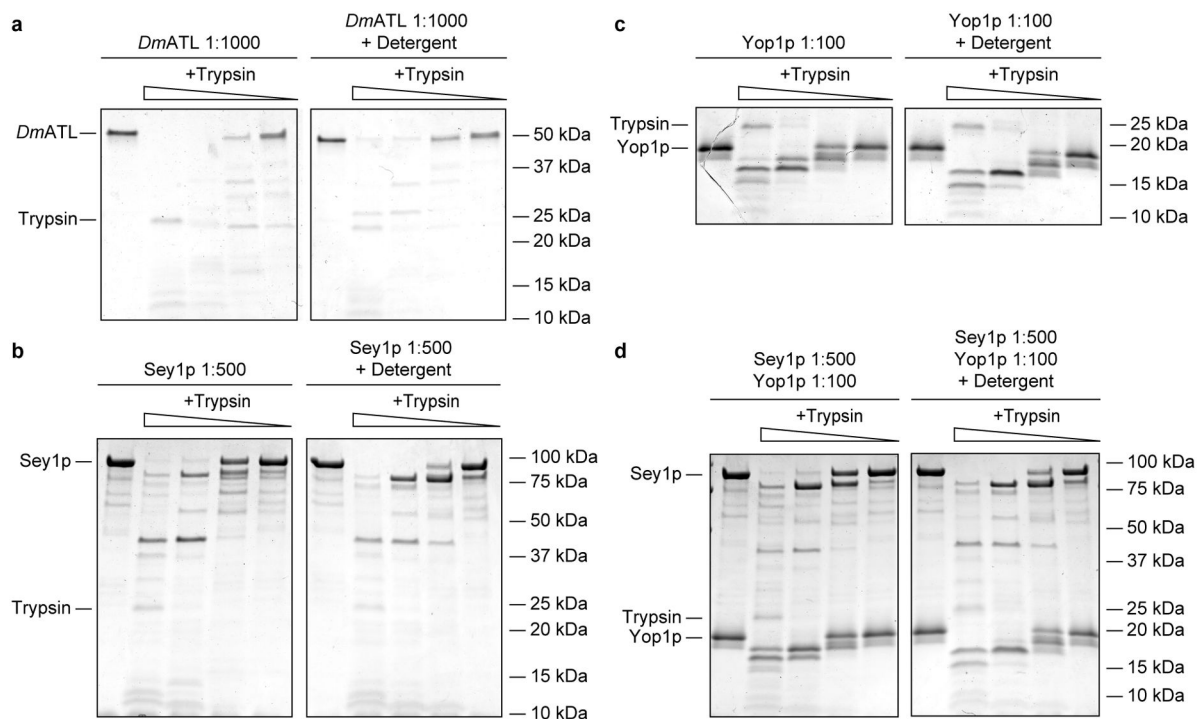 a
DmATL 1:1000
DmATL 1:1000
+ Detergent
+Trypsin
+Trypsin
DmATL
Trypsin
50 kDa
37 kDa
25 kDa
20 kDa
15 kDa
10 kDa
c
Yop1p 1:100
Yop1p 1:100
+ Detergent
+Trypsin
+Trypsin
Trypsin
Yop1p
25 kDa
20 kDa
15 kDa
10 kDa
b
Sey1p 1:500
Sey1p 1:500
+ Detergent
+Trypsin
+Trypsin
Sey1p
Trypsin
100 kDa
75 kDa
50 kDa
37 kDa
25 kDa
20 kDa
15 kDa
10 kDa
d
Sey1p 1:500
Yop1p 1:100
Sey1p 1:500
Yop1p 1:100
+ Detergent
+Trypsin
+Trypsin
Sey1p
Trypsin
Yop1p
100 kDa
75 kDa
50 kDa
37 kDa
25 kDa
20 kDa
15 kDa
10 kDa